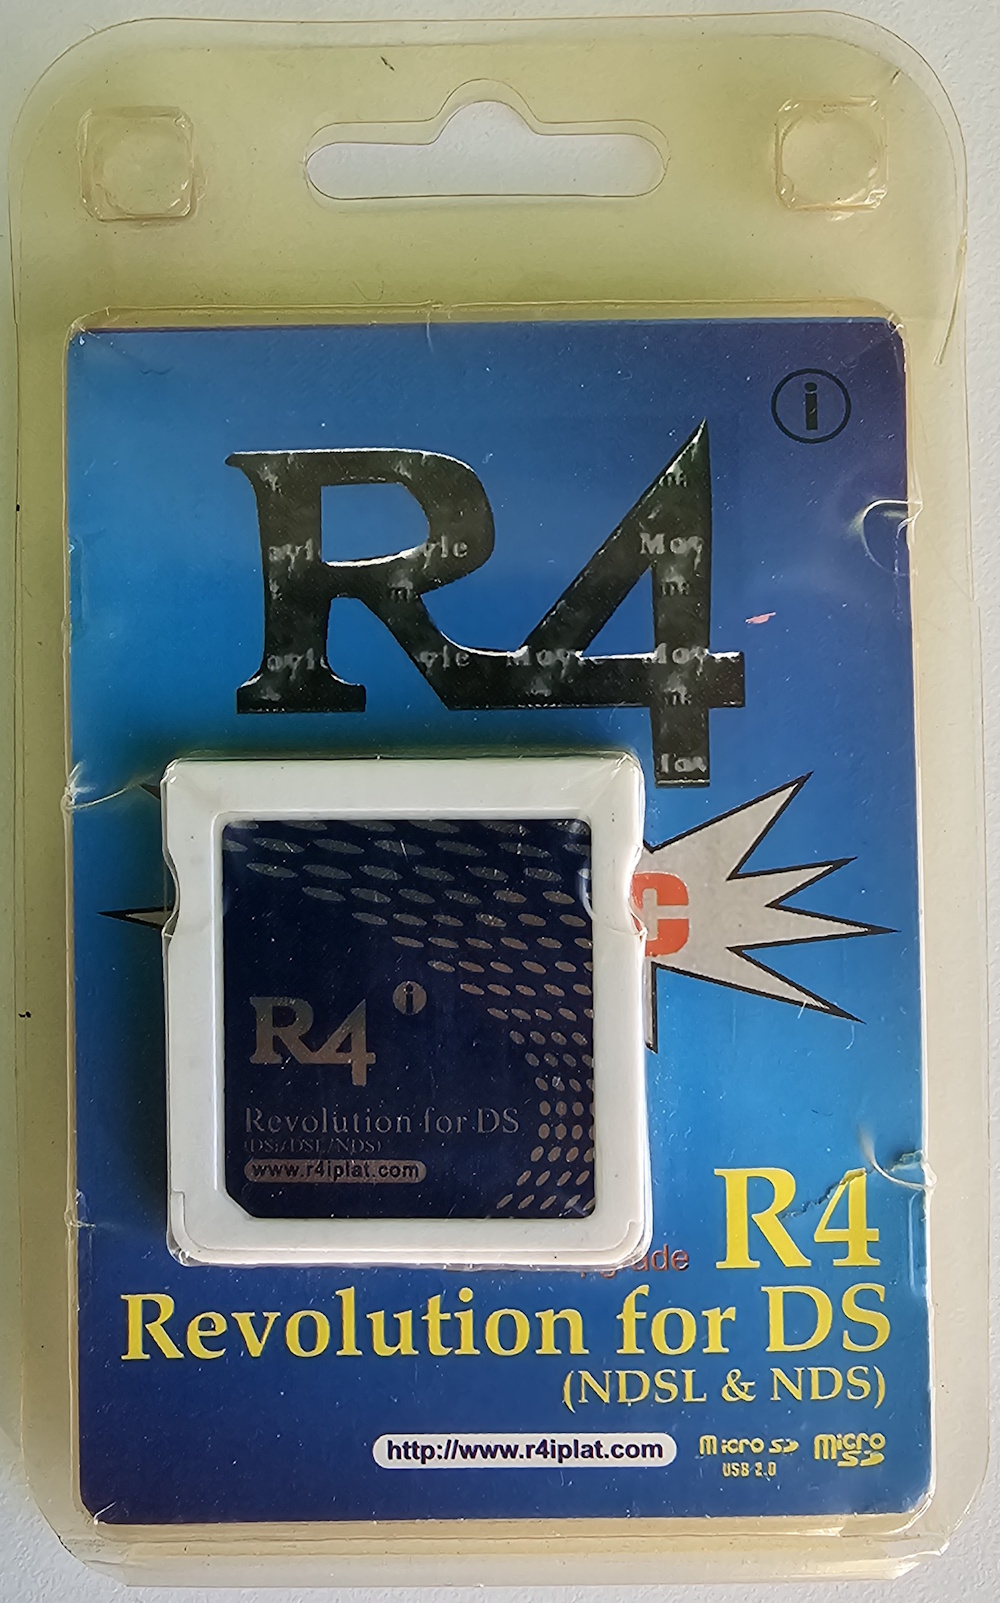 i
R4
C
R4 i
Revolution for DS
(DSi/DSL/NDS)
www.r4iplat.com
R4
Revolution for DS
(NDSL & NDS)
http://www.r4iplat.com
Micro SD
USB 2.0
Micro
SD